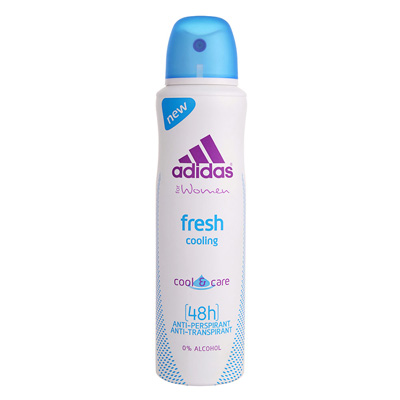 new
adidas
for Women
fresh
cooling
cool & care
[48h]
ANTI-PERSPIRANT
ANTI-TRANSPIRANT
0% ALCOHOL